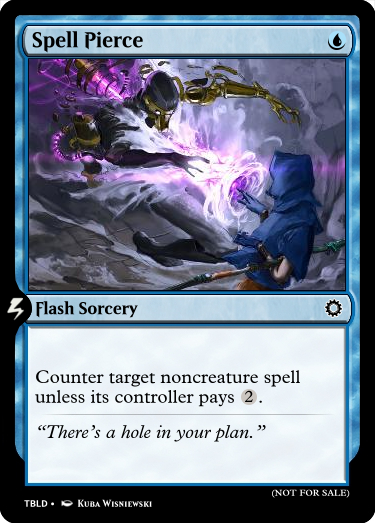 Spell Pierce
Flash Sorcery
Counter target noncreature spell
unless its controller pays 2.
“There’s a hole in your plan.”
(NOT FOR SALE)
TBLD • Kuba Wisniewski